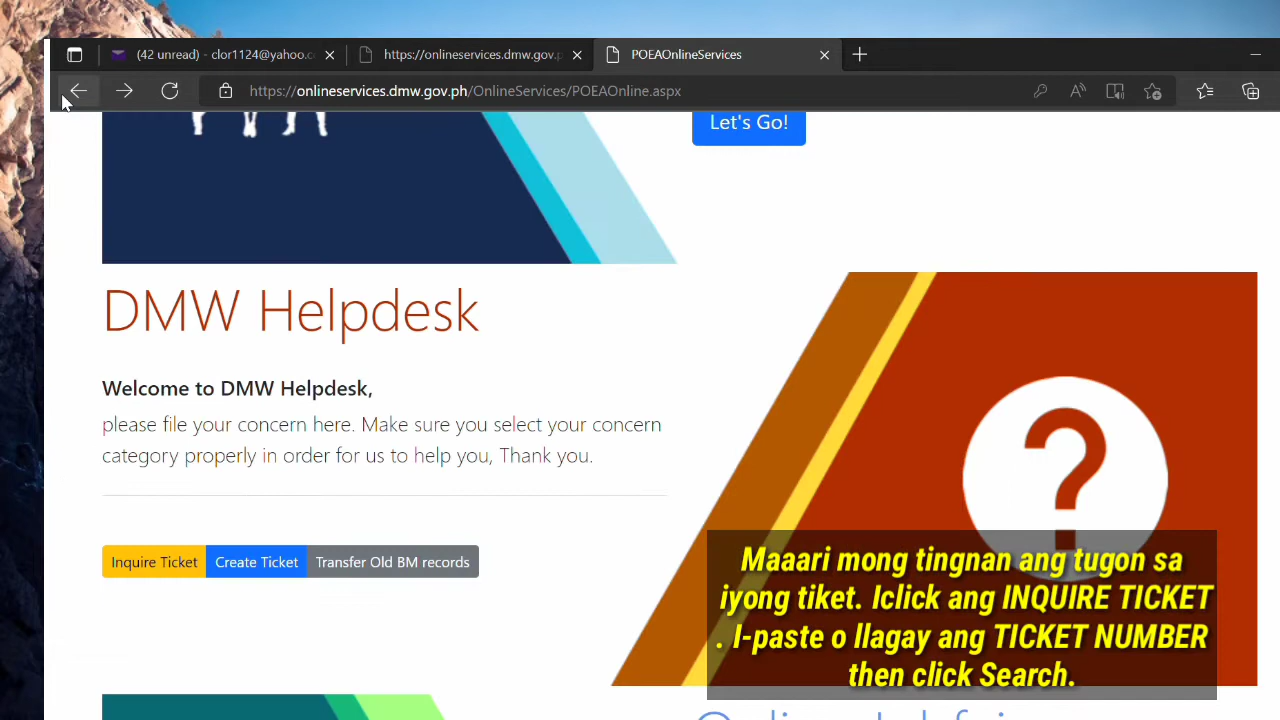 (42 unread) - clor1124@yahoo.c
https://onlineservices.dmw.gov.p
POEAOnlineServices
https://onlineservices.dmw.gov.ph/OnlineServices/POEAOnline.aspx
Let's Go!
DMW Helpdesk
Welcome to DMW Helpdesk,
please file your concern here. Make sure you select your concern
category properly in order for us to help you, Thank you.
Inquire Ticket
Create Ticket
Transfer Old BM records
Maaari mong tingnan ang tugon sa
iyong tiket. Iclick ang INQUIRE TICKET
. I-paste o Ilagay ang TICKET NUMBER
then click Search.